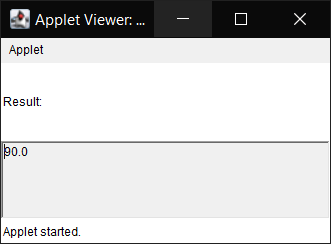 Applet Viewer: ...
Applet
Result:
90.0
Applet started.